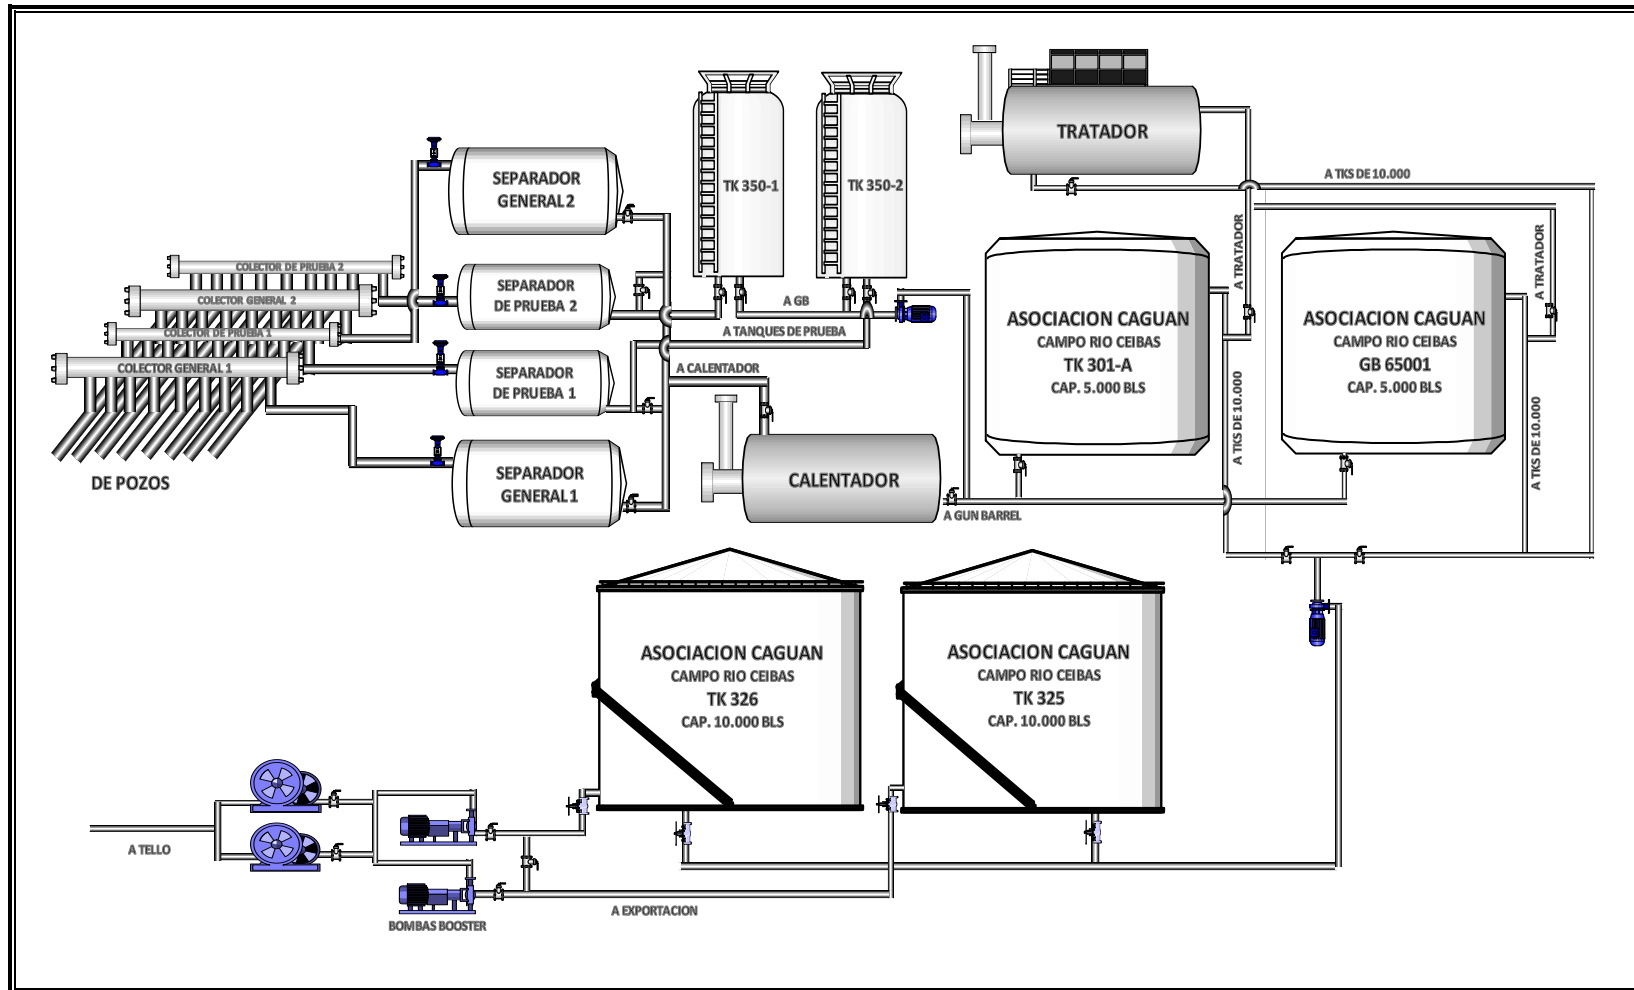 TRATADOR
A TKS DE 10.000
SEPARADOR
GENERAL 2
TK 350-1
TK 350-2
COLECTOR DE PRUEBA 2
COLECTOR GENERAL 2
COLECTOR DE PRUEBA 1
COLECTOR GENERAL 1
DE POZOS
SEPARADOR
DE PRUEBA 2
SEPARADOR
DE PRUEBA 1
SEPARADOR
GENERAL 1
A GB
A TANQUES DE PRUEBA
A CALENTADOR
CALENTADOR
A GUN BARREL
ASOCIACION CAGUAN
CAMPO RIO CEIBAS
TK 301-A
CAP. 5.000 BLS
A TRATADOR
A TKS DE 10.000
ASOCIACION CAGUAN
CAMPO RIO CEIBAS
GB 65001
CAP. 5.000 BLS
A TRATADOR
A TKS DE 10.000
ASOCIACION CAGUAN
CAMPO RIO CEIBAS
TK 326
CAP. 10.000 BLS
ASOCIACION CAGUAN
CAMPO RIO CEIBAS
TK 325
CAP. 10.000 BLS
A TELLO
A EXPORTACION
BOMBAS BOOSTER